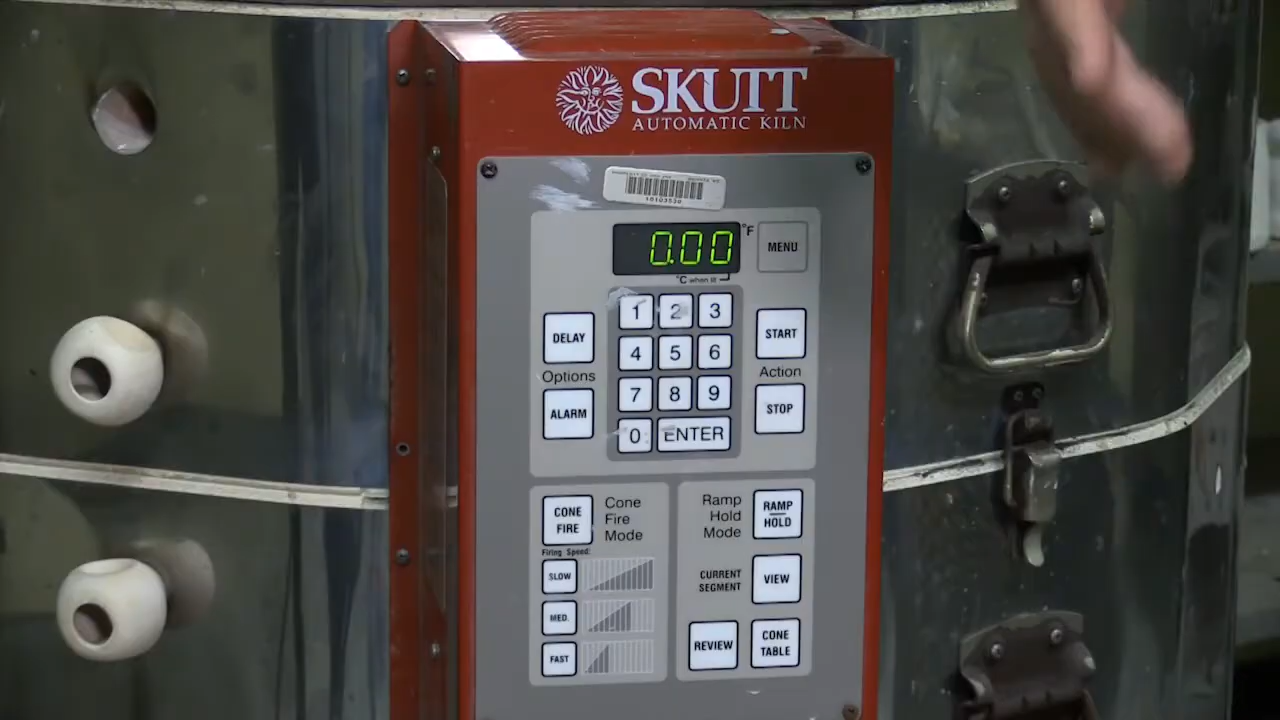 SKUTT
AUTOMATIC KILN
10103530
0.00
°F
MENU
°C when lit
1 2 3
DELAY
START
4 5 6
Options
Action
7 8 9
ALARM
STOP
0 ENTER
CONE
FIRE
Cone
Fire
Mode
Ramp
Hold
Mode
RAMP
HOLD
Firing Speed:
SLOW
CURRENT
SEGMENT
VIEW
MED.
REVIEW
CONE
TABLE
FAST